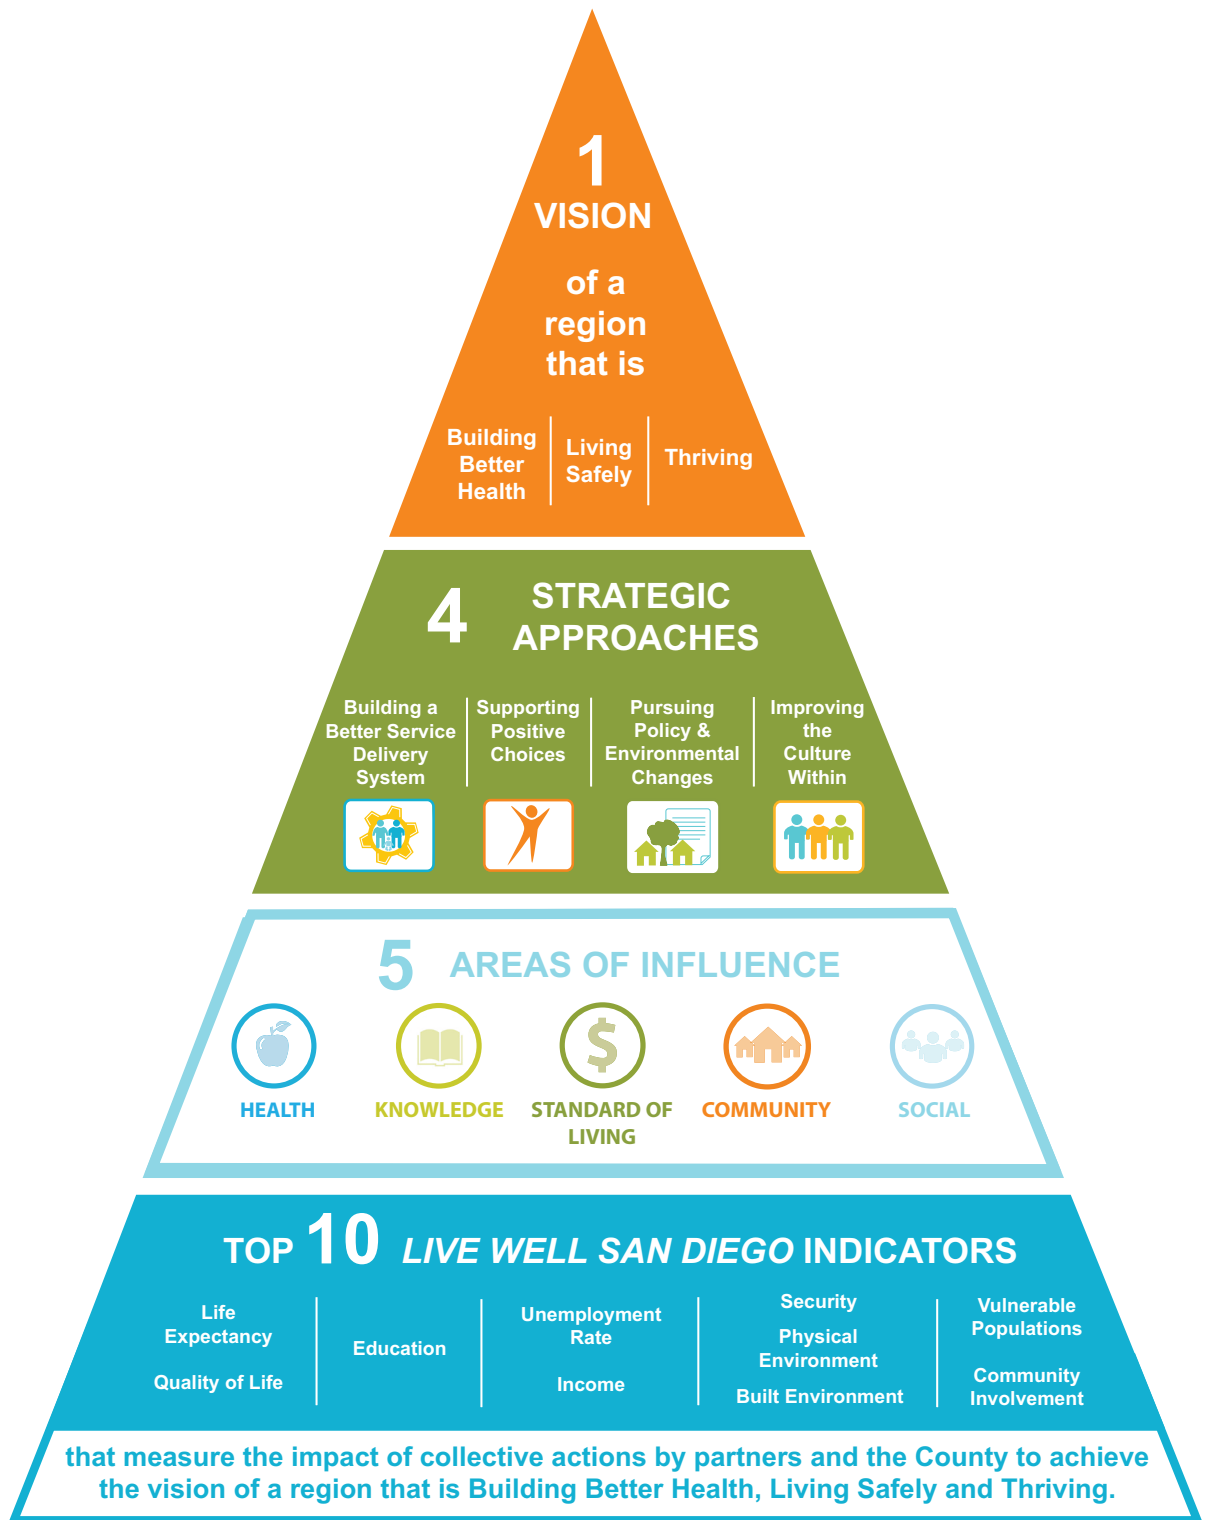 1
VISION
of a
region
that is
Building
Better
Health
Living
Safely
Thriving
4
STRATEGIC
APPROACHES
Building a
Better Service
Delivery
System
Supporting
Positive
Choices
Pursuing
Policy &
Environmental
Changes
Improving
the
Culture
Within
5 AREAS OF INFLUENCE
HEALTH
KNOWLEDGE
STANDARD OF
LIVING
COMMUNITY
SOCIAL
TOP 10 LIVE WELL SAN DIEGO INDICATORS
Life
Expectancy
Quality of Life
Education
Unemployment
Rate
Income
Security
Physical
Environment
Built Environment
Vulnerable
Populations
Community
Involvement
that measure the impact of collective actions by partners and the County to achieve
the vision of a region that is Building Better Health, Living Safely and Thriving.